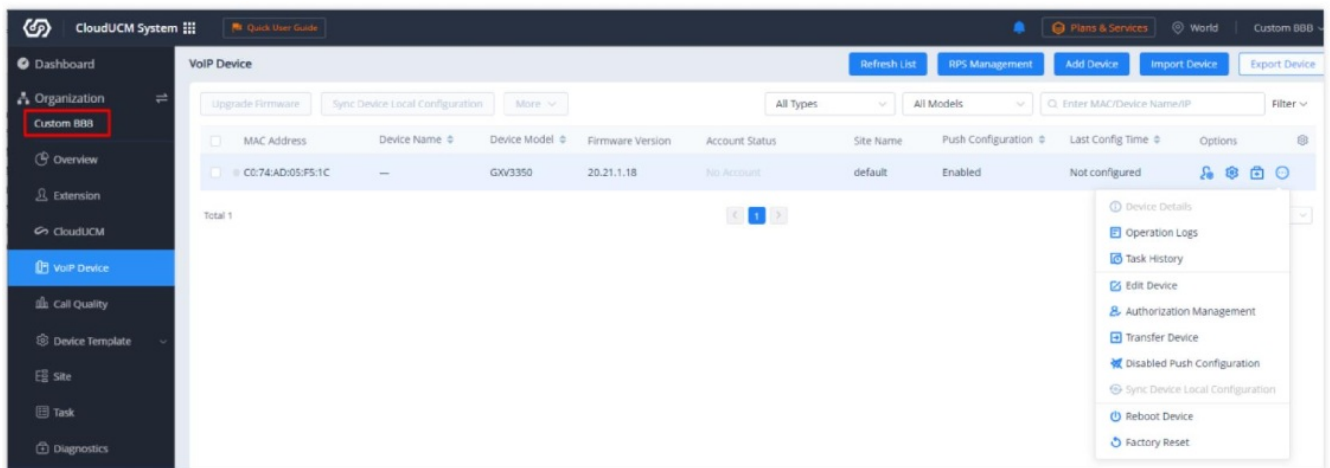 CloudUCM System Quick User Guide Plans & Services World Custom BBB
Dashboard
Organization
Custom BBB
Overview
Extension
CloudUCM
VoIP Device
Call Quality
Device Template
Site
Task
Diagnostics
VoIP Device Refresh List RPS Management Add Device Import Device Export Device
Upgrade Firmware Sync Device Local Configuration More All Types All Models Enter MAC/Device Name/IP Filter
MAC Address Device Name Device Model Firmware Version Account Status Site Name Push Configuration Last Config Time Options
C0:74:AD:05:F5:1C — GXV3350 20.21.1.18 No Account default Enabled Not configured
Total 1 < 1 >
Device Details
Operation Logs
Task History
Edit Device
Authorization Management
Transfer Device
Disabled Push Configuration
Sync Device Local Configuration
Reboot Device
Factory Reset